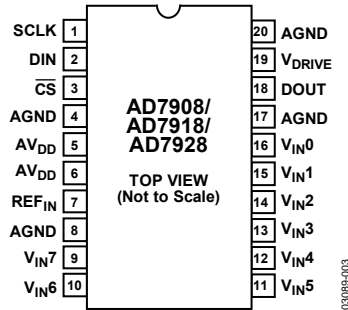 SCLK 1
DIN 2
CS 3
AGND 4
AVDD 5
AVDD 6
REFIN 7
AGND 8
VIN7 9
VIN6 10
AD7908/
AD7918/
AD7928
TOP VIEW
(Not to Scale)
20 AGND
19 VDRIVE
18 DOUT
17 AGND
16 VIN0
15 VIN1
14 VIN2
13 VIN3
12 VIN4
11 VIN5
03089-003